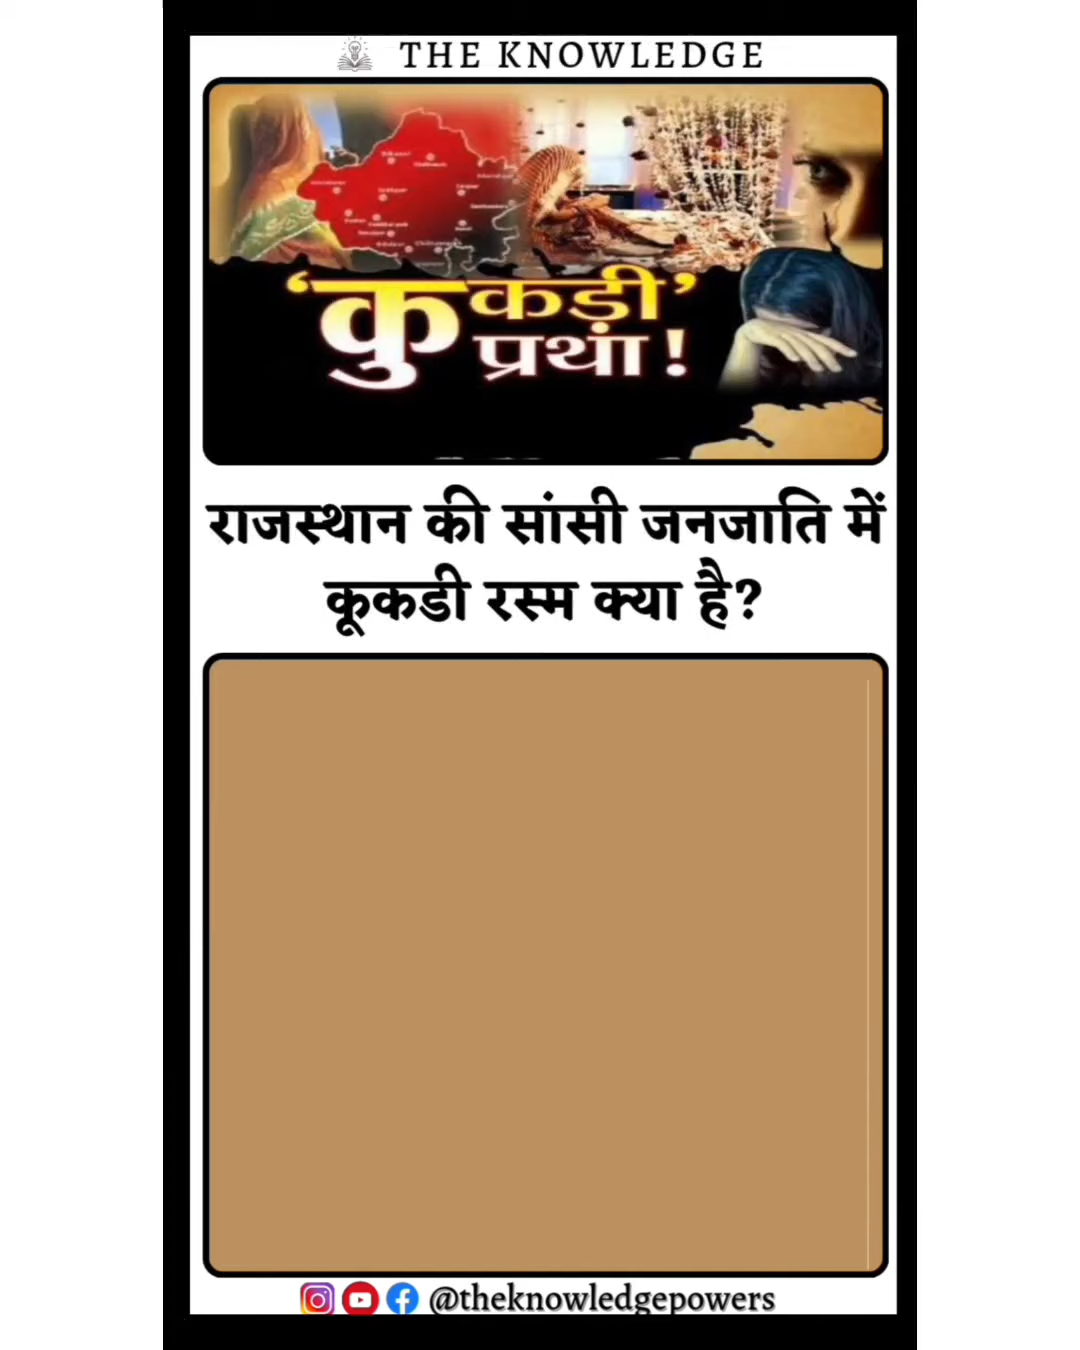 THE KNOWLEDGE
‘कुकड़ी’
प्रथा!
राजस्थान की सांसी जनजाति में
कूकडी रस्म क्या है?
@theknowledgepowers